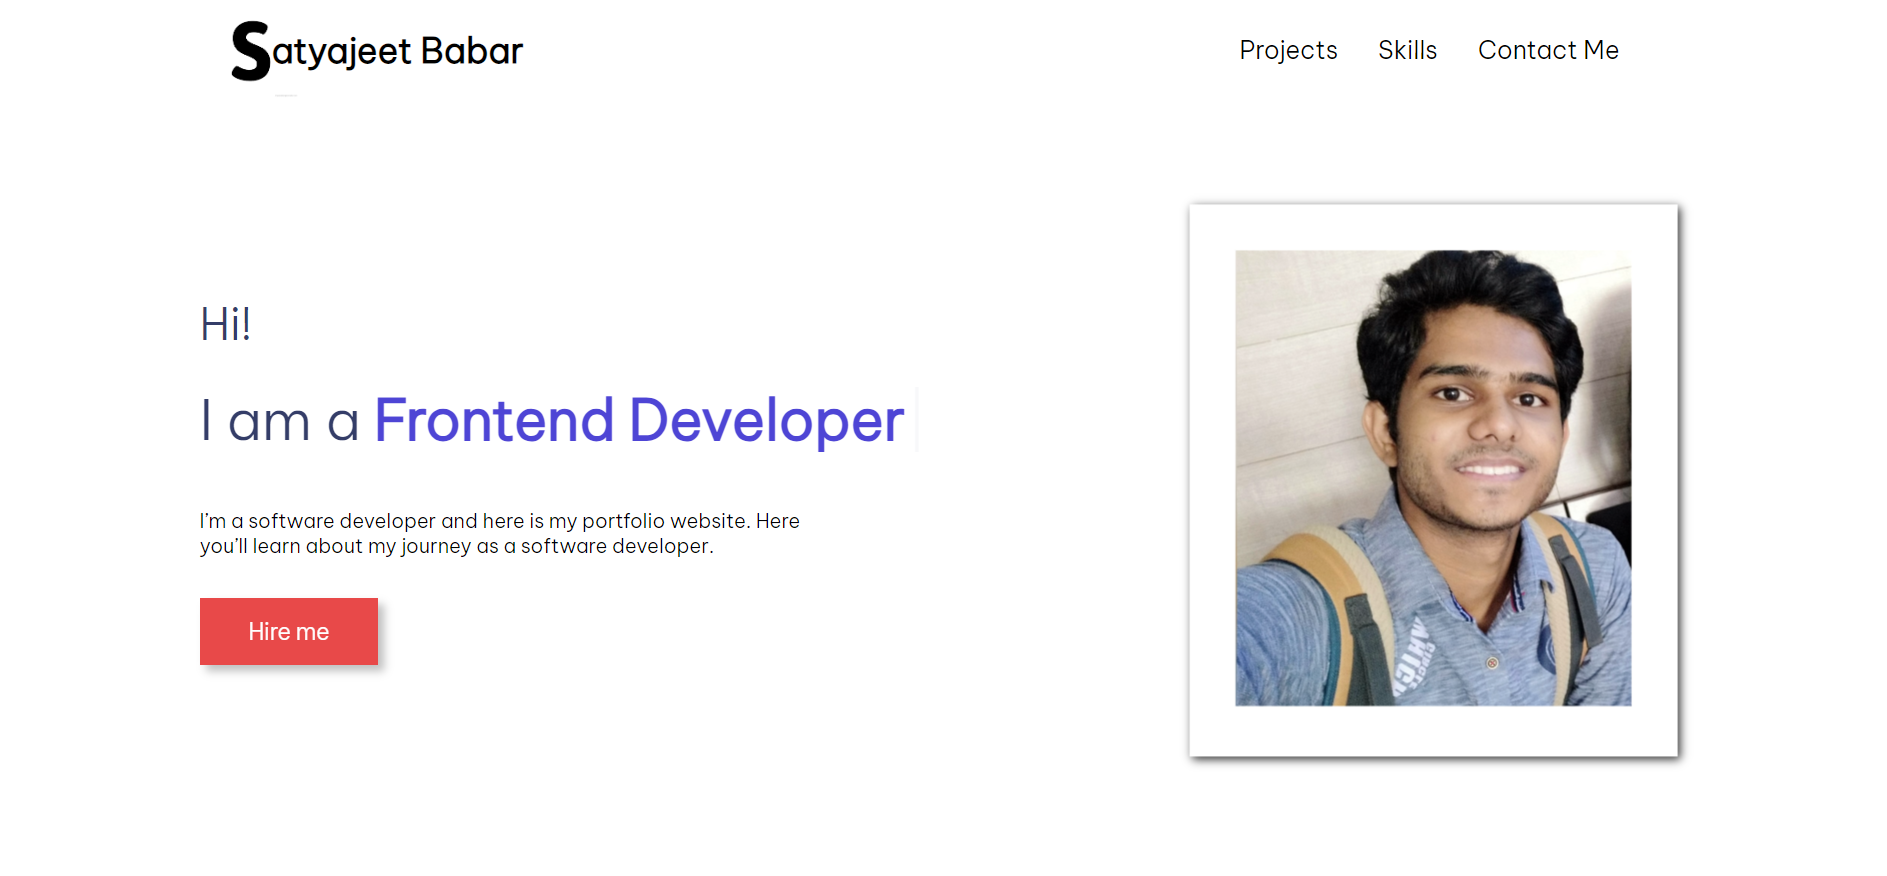 Satyajeet Babar
Projects Skills Contact Me
Hi!
I am a Frontend Developer
I'm a software developer and here is my portfolio website. Here
you'll learn about my journey as a software developer.
Hire me